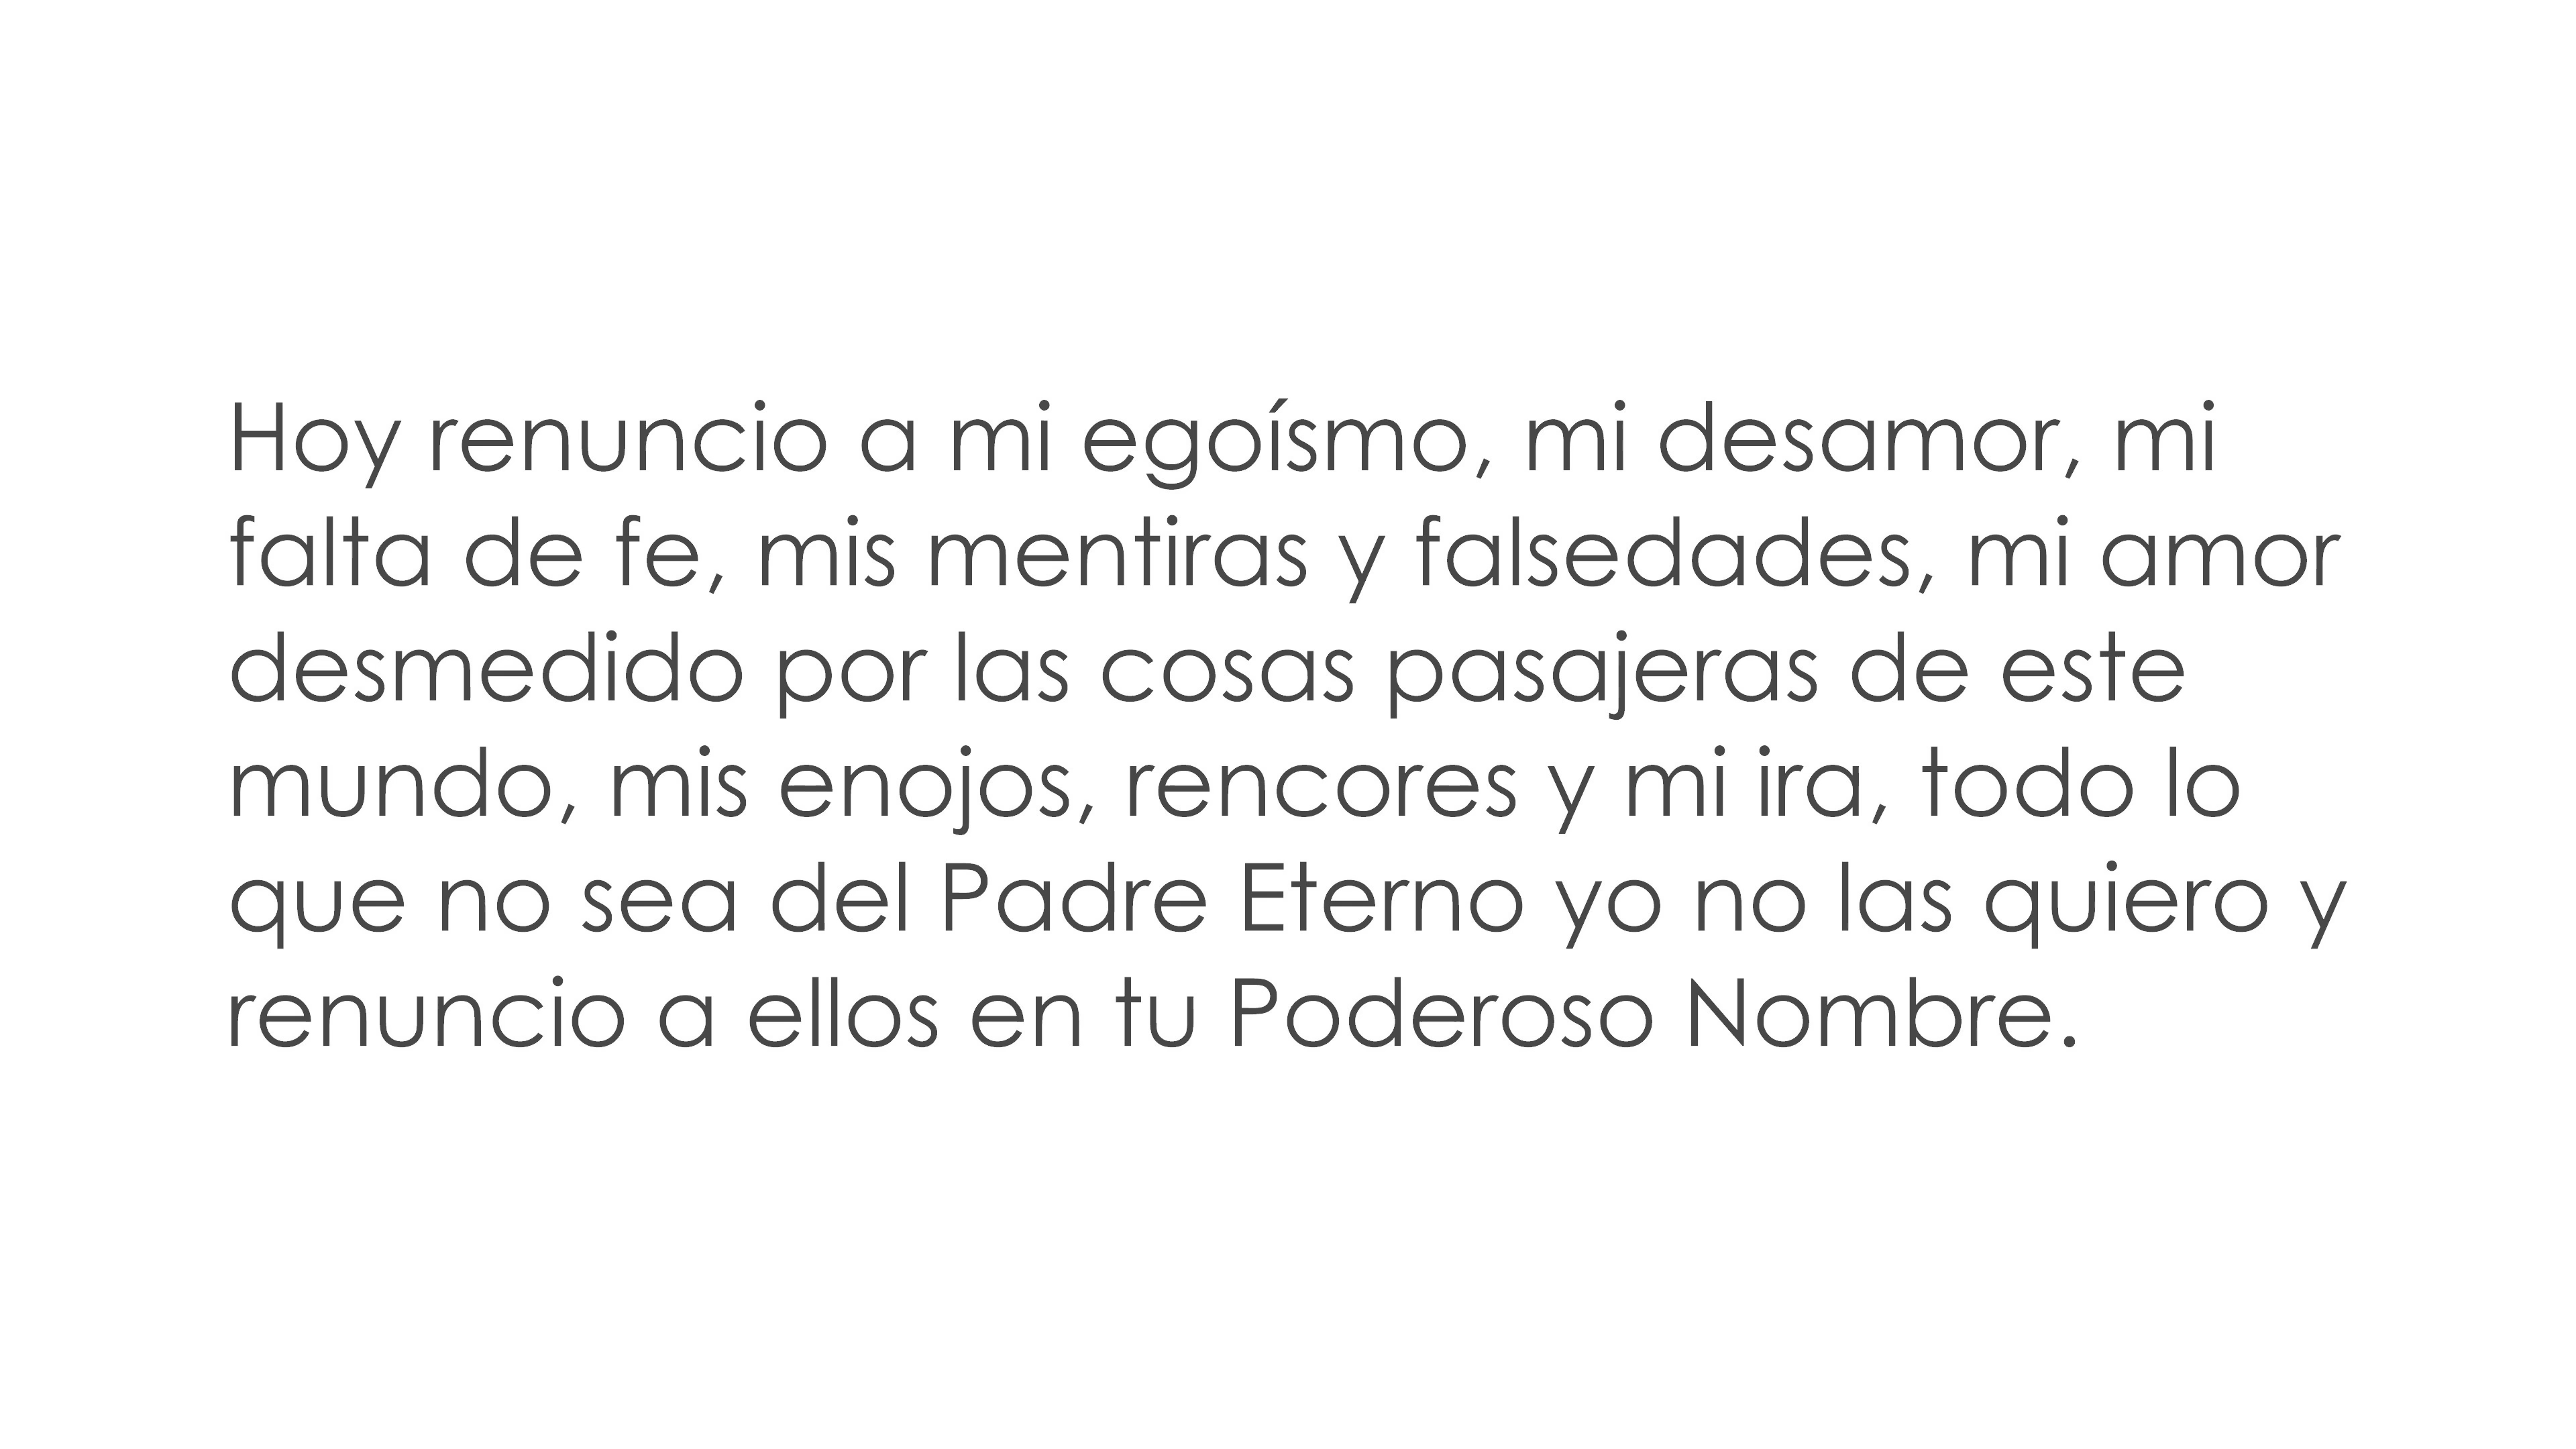 Hoy renuncio a mi egoísmo, mi desamor, mi
falta de fe, mis mentiras y falsedades, mi amor
desmedido por las cosas pasajeras de este
mundo, mis enojos, rencores y mi ira, todo lo
que no sea del Padre Eterno yo no las quiero y
renuncio a ellos en tu Poderoso Nombre.